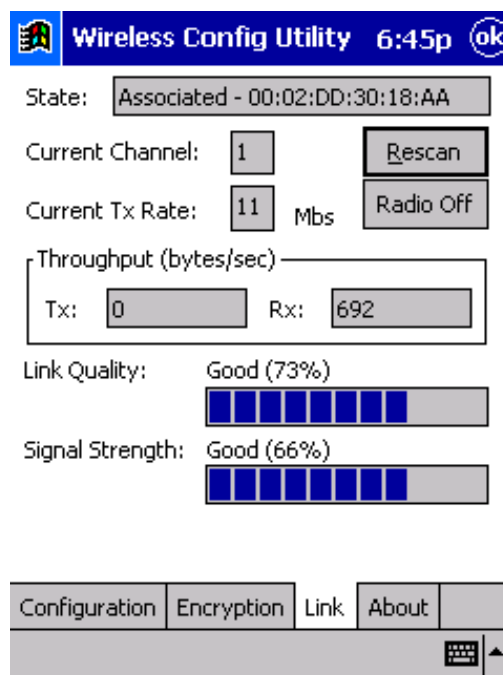 Wireless Config Utility 6:45p ok
State: Associated - 00:02:DD:30:18:AA
Current Channel: 1 Rescan
Current Tx Rate: 11 Mbs Radio Off
Throughput (bytes/sec)
Tx: 0 Rx: 692
Link Quality: Good (73%)
Signal Strength: Good (66%)
Configuration Encryption Link About